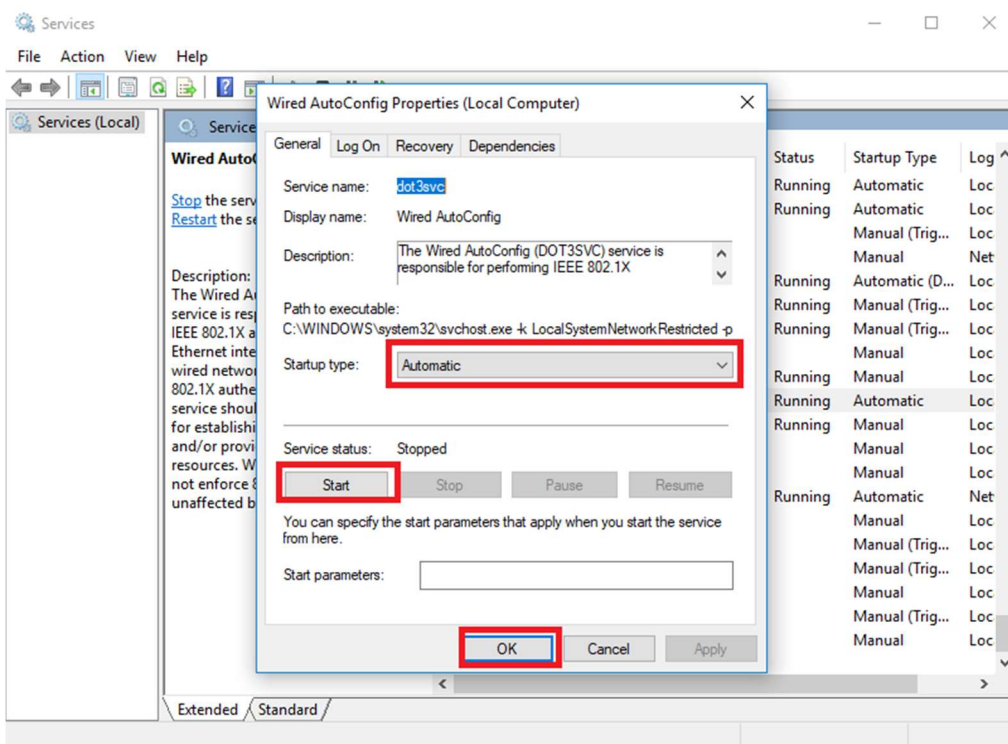 Services
File Action View Help
Services (Local)
Service
Wired Auto
Stop the serv
Restart the se
Description:
The Wired A
service is res
IEEE 802.1X a
Ethernet inte
wired networ
802.1X authe
service shoul
for establishi
and/or provi
resources. W
not enforce 8
unaffected b
Wired AutoConfig Properties (Local Computer)
General Log On Recovery Dependencies
Service name: dot3svc
Display name: Wired AutoConfig
Description: The Wired AutoConfig (DOT3SVC) service is
responsible for performing IEEE 802.1X
Path to executable:
C:\WINDOWS\system32\svchost.exe -k LocalSystemNetworkRestricted -p
Startup type: Automatic
Service status: Stopped
Start Stop Pause Resume
You can specify the start parameters that apply when you start the service
from here.
Start parameters:
OK Cancel Apply
Status Startup Type Log
Running Automatic Loc
Running Automatic Loc
Manual (Trig... Loc
Manual Net
Running Automatic (D... Loc
Running Manual (Trig... Loc
Running Manual (Trig... Loc
Manual Loc
Running Manual Loc
Running Automatic Loc
Running Manual Loc
Manual Loc
Manual Loc
Running Automatic Net
Manual Loc
Manual (Trig... Loc
Manual (Trig... Loc
Manual Loc
Manual (Trig... Loc
Manual Loc
Extended Standard